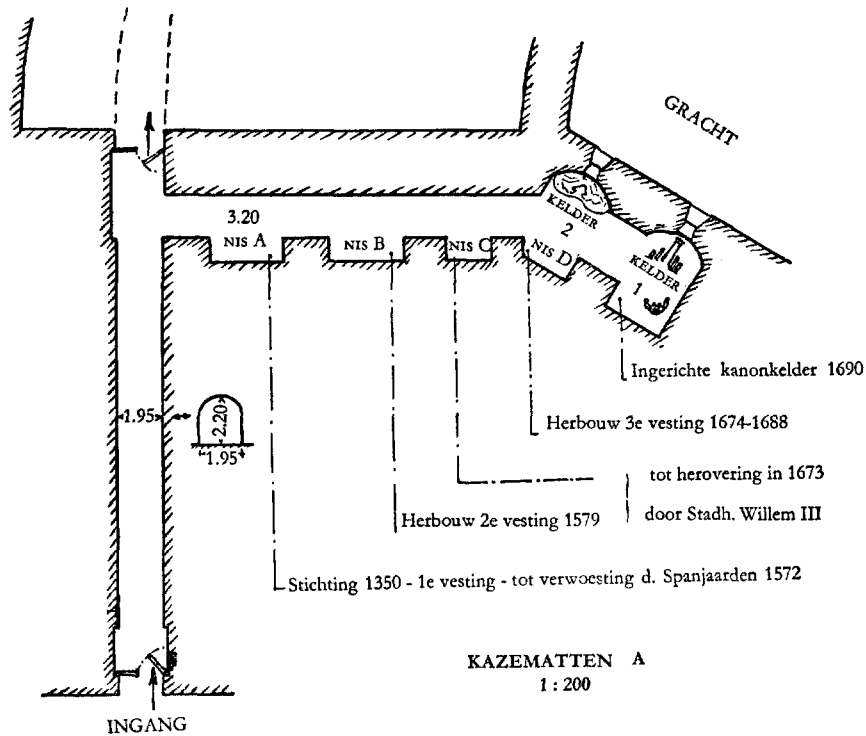 GRACHT
KELDER
2
KELDER
1
3.20
NIS A
NIS B
NIS C
NIS D
Ingerichte kanonkelder 1690
1.95
2.20
1.95
Herbouw 3e vesting 1674-1688
tot herovering in 1673
door Stadh. Willem III
Herbouw 2e vesting 1579
Stichting 1350 - 1e vesting - tot verwoesting d. Spanjaarden 1572
KAZEMATTEN A
1 : 200
INGANG